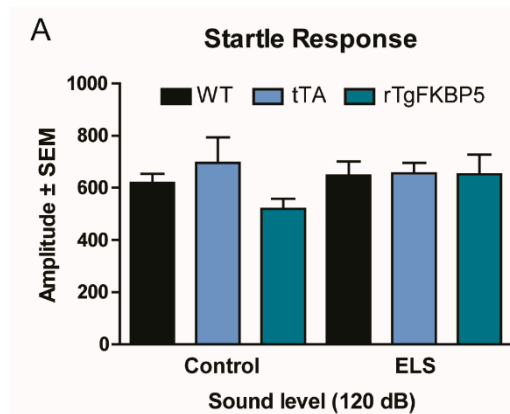 A
Startle Response
WT tTA rTgFKBP5
Amplitude ± SEM
1000
800
600
400
200
0
Control ELS
Sound level (120 dB)